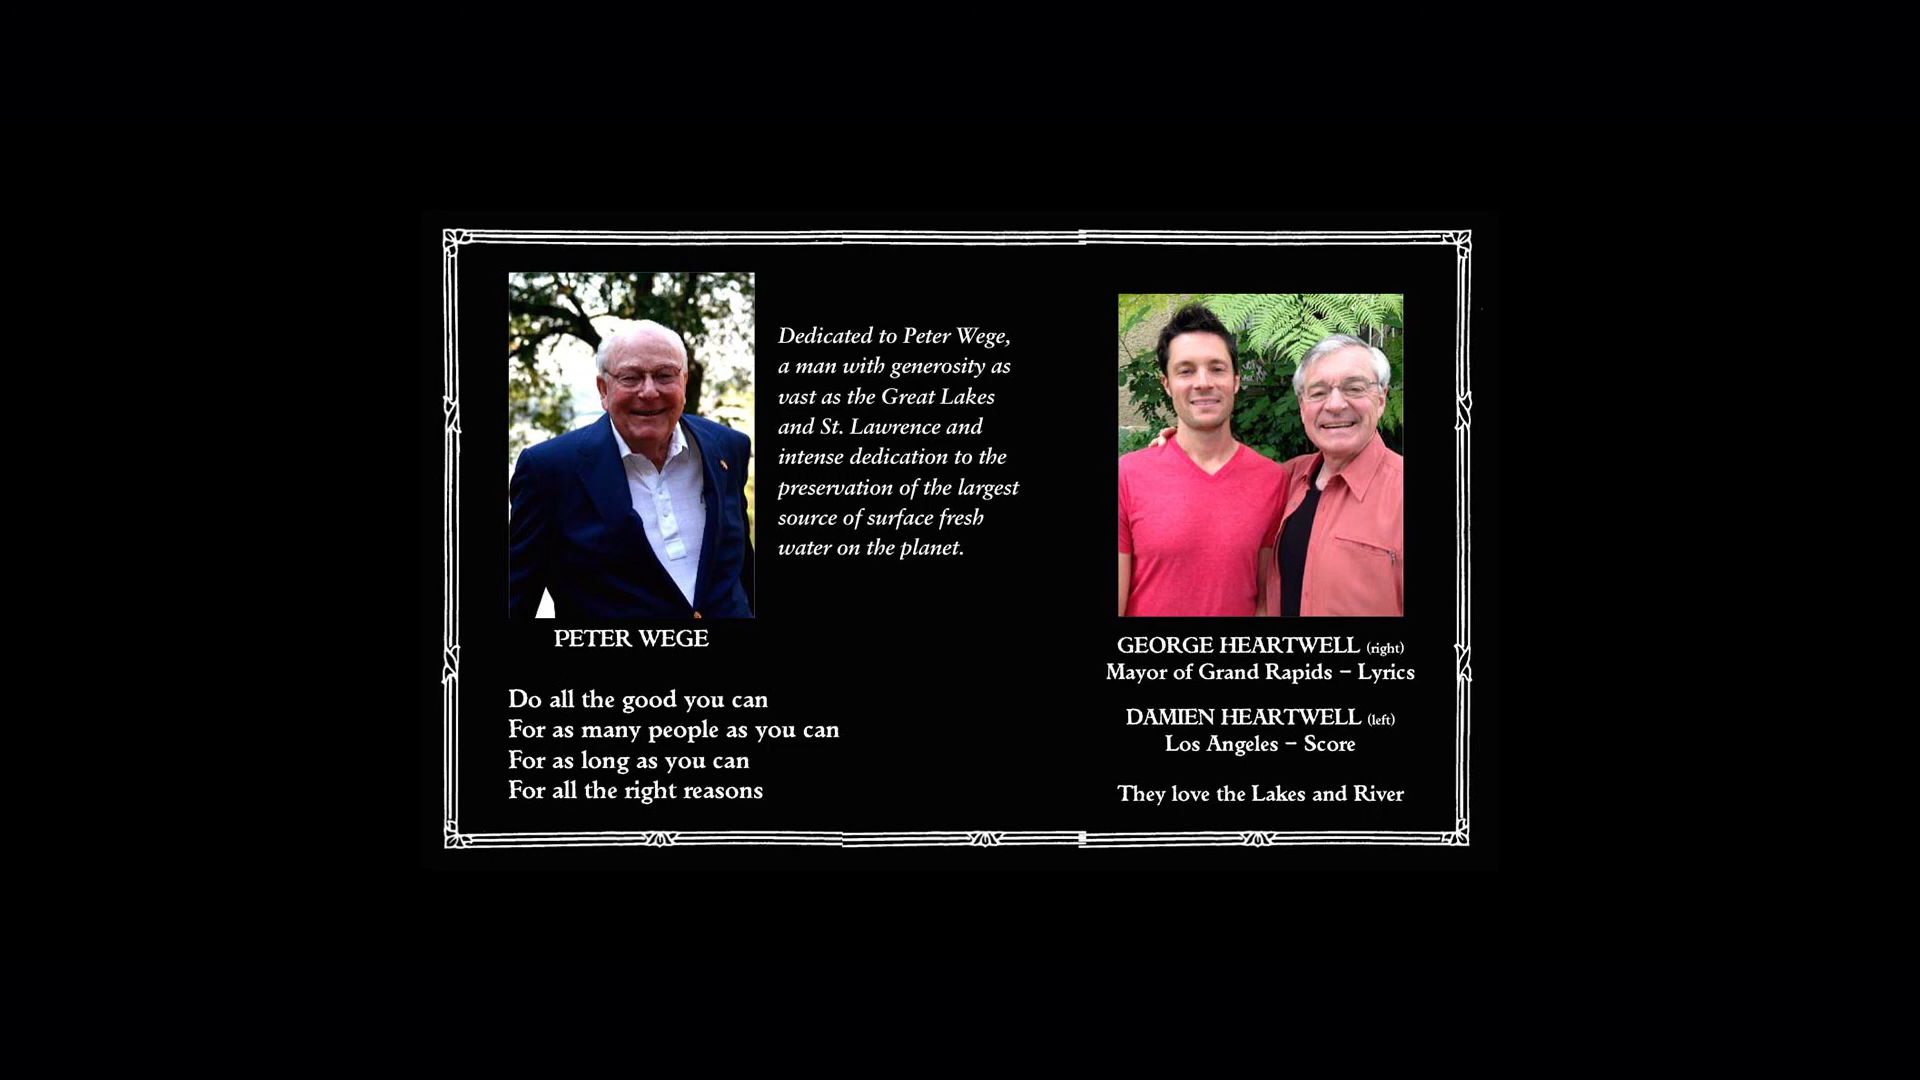 Dedicated to Peter Wege,
a man with generosity as
vast as the Great Lakes
and St. Lawrence and
intense dedication to the
preservation of the largest
source of surface fresh
water on the planet.
PETER WEGE
Do all the good you can
For as many people as you can
For as long as you can
For all the right reasons
GEORGE HEARTWELL (right)
Mayor of Grand Rapids – Lyrics
DAMIEN HEARTWELL (left)
Los Angeles – Score
They love the Lakes and River